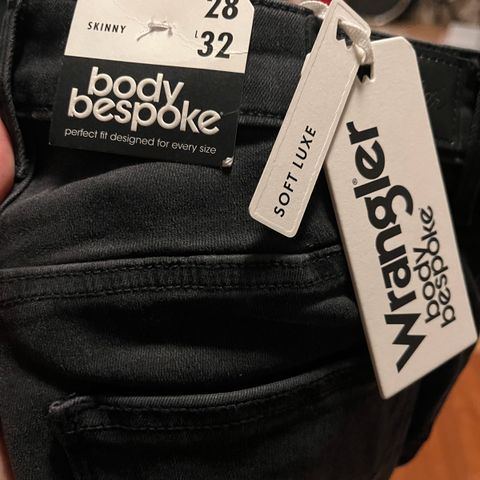 28
SKINNY
L 32
body
bespoke
perfect fit designed for every size
SOFT LUXE
Wrangler®
body
bespoke